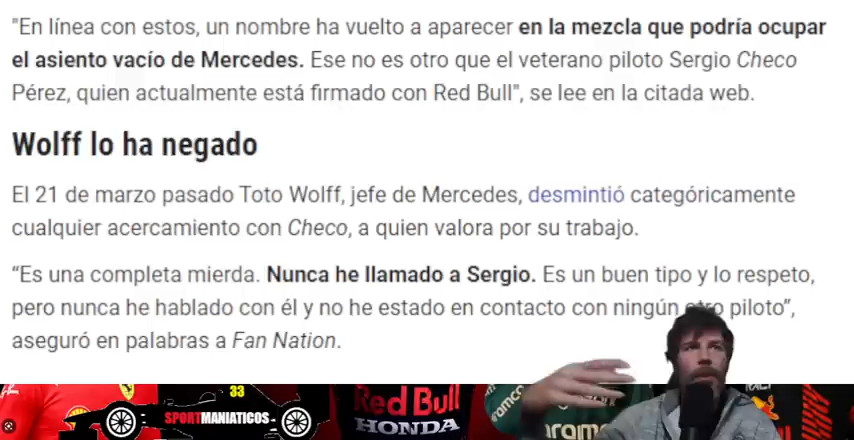 "En línea con estos, un nombre ha vuelto a aparecer en la mezcla que podría ocupar
el asiento vacío de Mercedes. Ese no es otro que el veterano piloto Sergio Checo
Pérez, quien actualmente está firmado con Red Bull", se lee en la citada web.
Wolff lo ha negado
El 21 de marzo pasado Toto Wolff, jefe de Mercedes, desmintió categóricamente
cualquier acercamiento con Checo, a quien valora por su trabajo.
“Es una completa mierda. Nunca he llamado a Sergio. Es un buen tipo y lo respeto,
pero nunca he hablado con él y no he estado en contacto con ningún otro piloto”,
aseguró en palabras a Fan Nation.
33
SPORTMANIATICOS
Red Bull
HONDA
aramco
aram